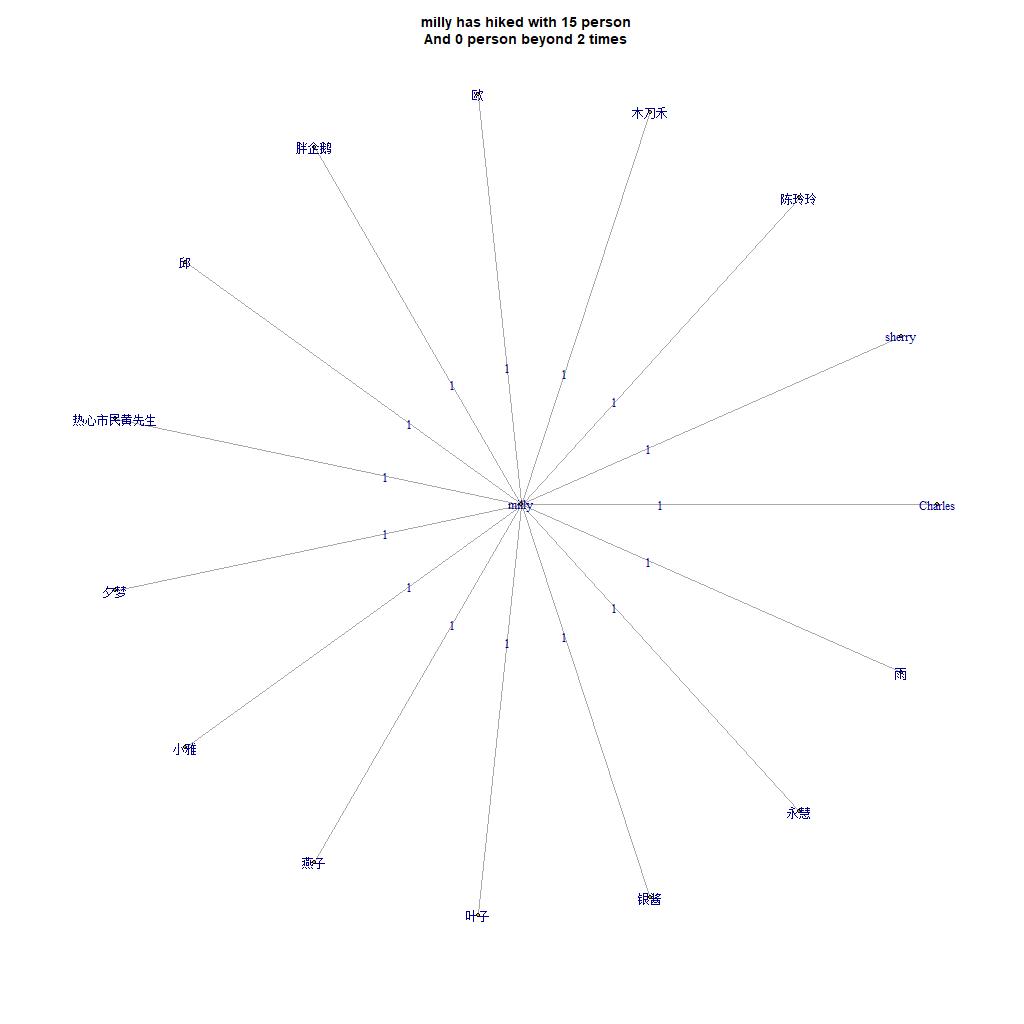 milly has hiked with 15 person
And 0 person beyond 2 times
欧
木刃禾
胖企鹅
陈玲玲
邱
sherry
1
1
1
1
1
热心市民黄先生
1
1
milly
1
Charles
1
1
夕梦
1
1
1
1
1
雨
小雅
永慧
燕子
银酱
叶子